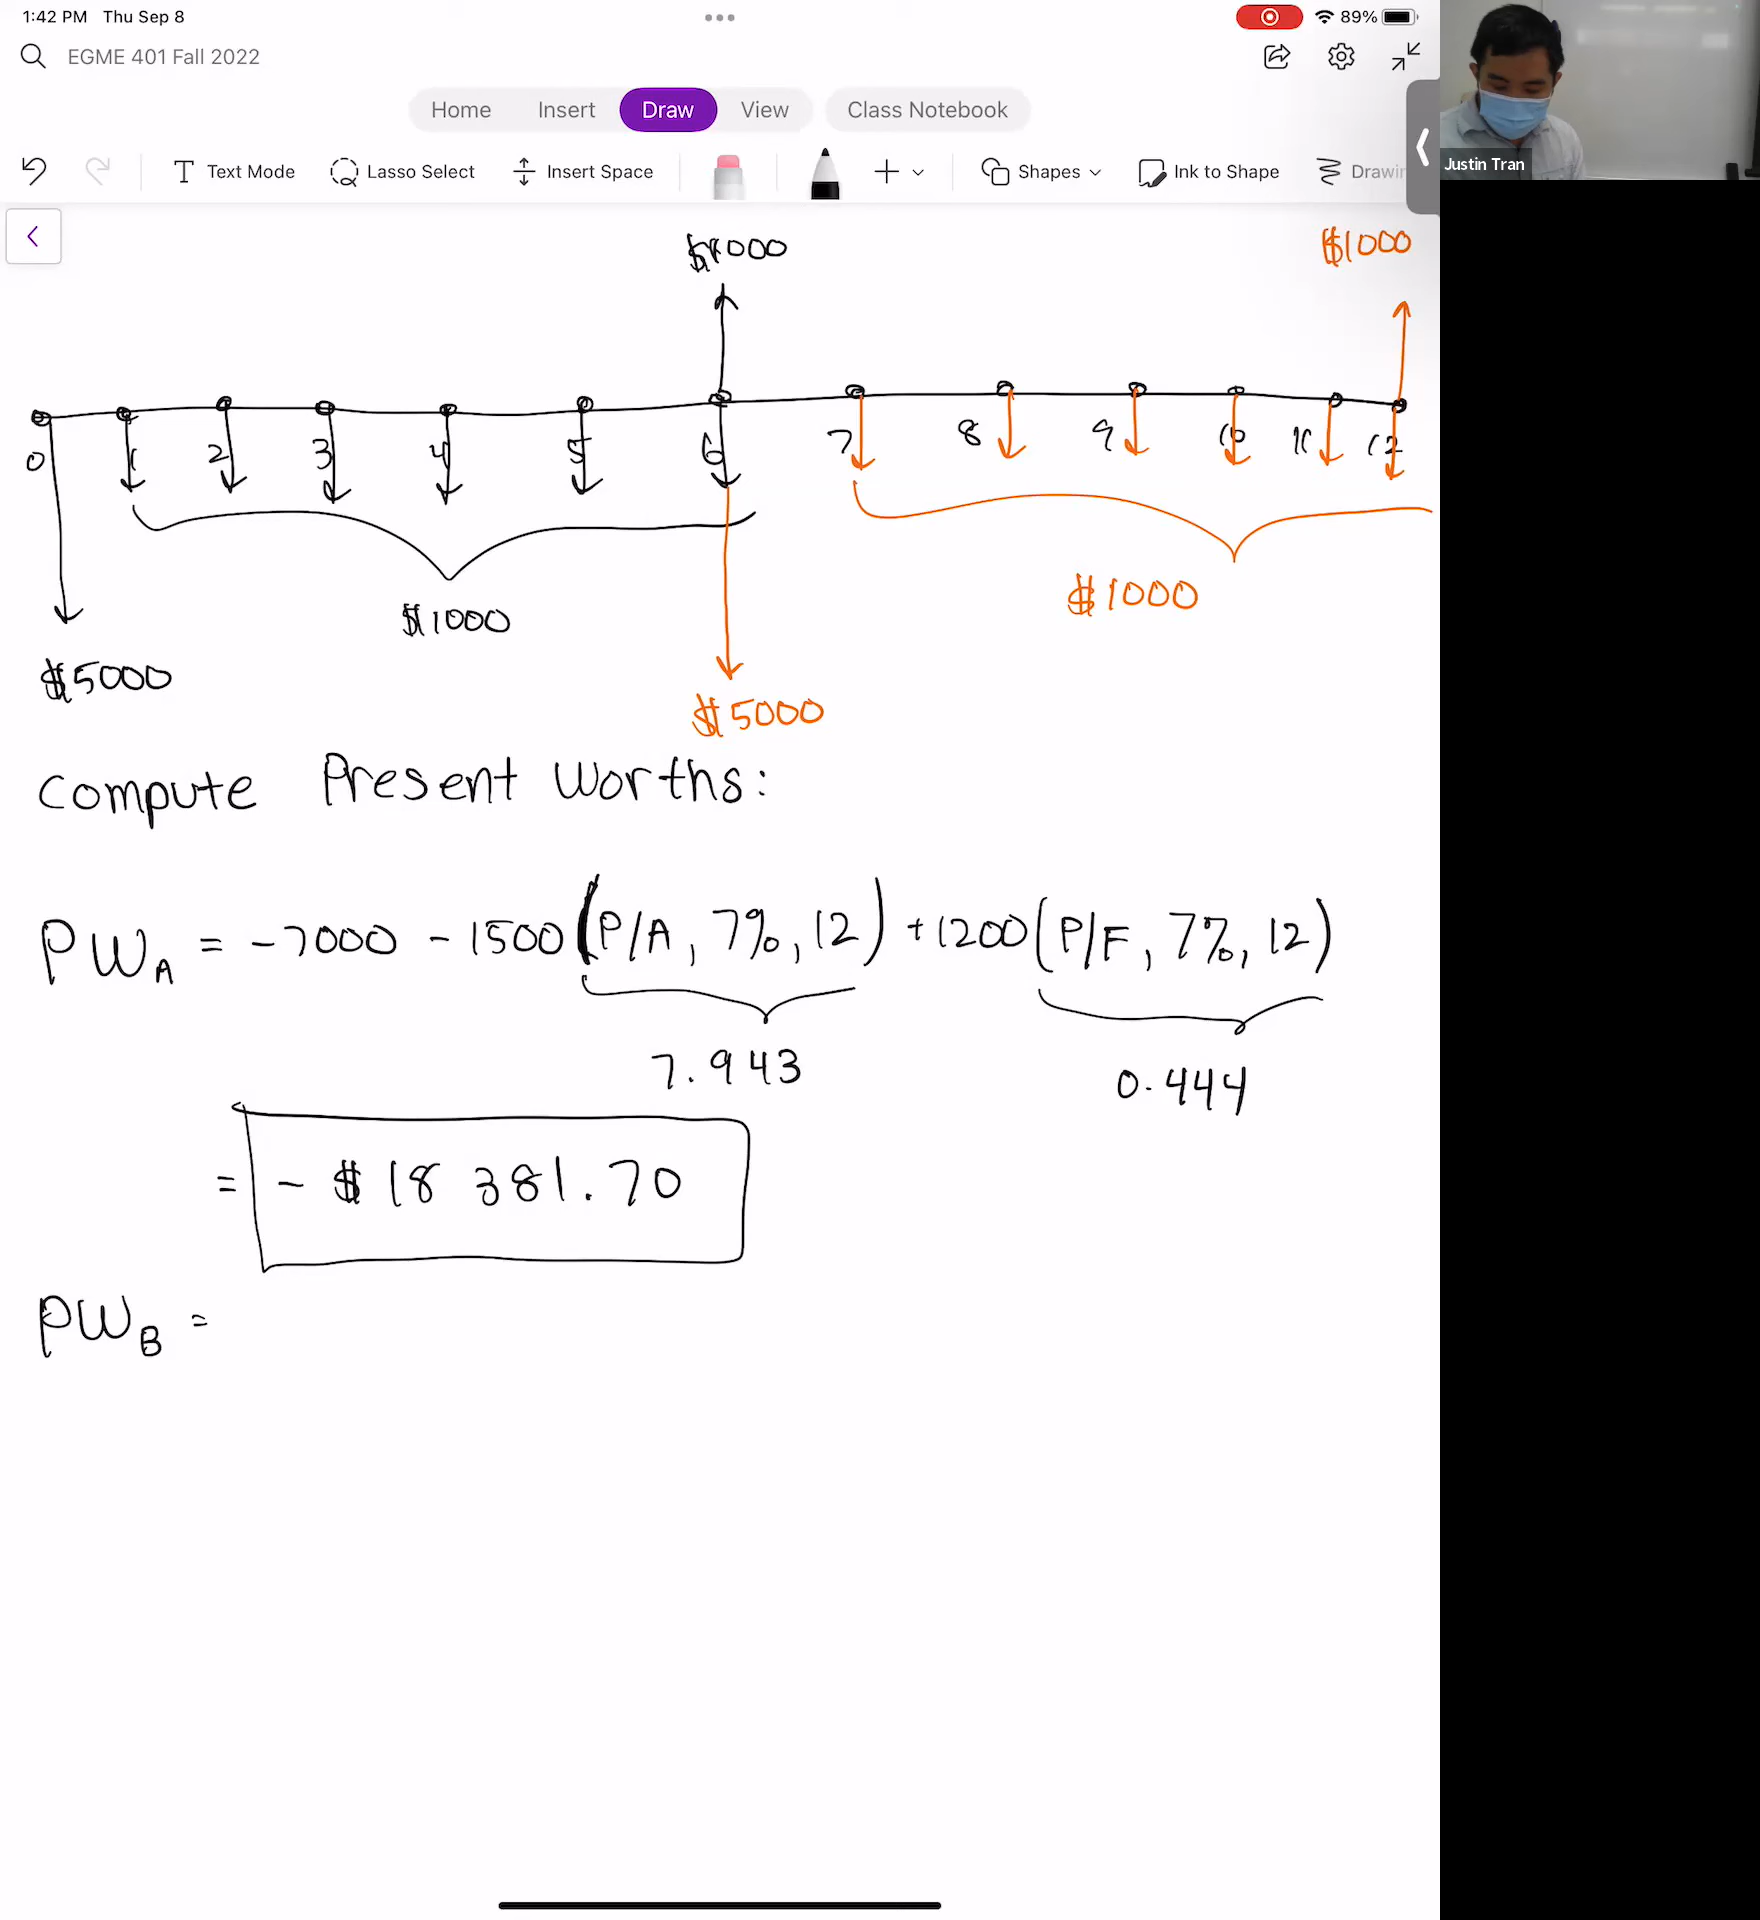 1:42 PM Thu Sep 8
89%
EGME 401 Fall 2022
Home Insert Draw View Class Notebook
Text Mode Lasso Select Insert Space Shapes Ink to Shape Drawin
Justin Tran
$1000 $1000
0 1 2 3 4 5 6 7 8 9 10 11 12
$1000 $1000
$5000 $5000
Compute Present Worths:
PWA = -7000 - 1500 (P/A, 7%, 12) + 1200 (P/F, 7%, 12)
7.943 0.444
= - $ 18 381.70
PWB =